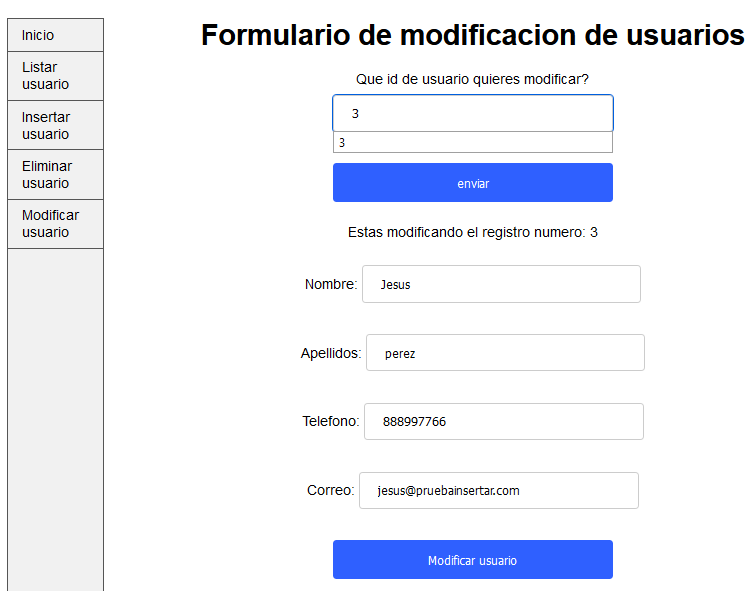 Inicio
Listar
usuario
Insertar
usuario
Eliminar
usuario
Modificar
usuario
Formulario de modificacion de usuarios
Que id de usuario quieres modificar?
3
3
enviar
Estas modificando el registro numero: 3
Nombre: Jesus
Apellidos: perez
Telefono: 888997766
Correo: jesus@pruebainsertar.com
Modificar usuario